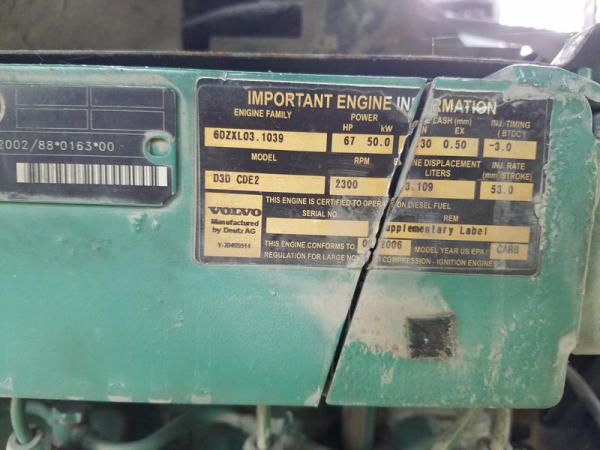 2002/88*0163*00
IMPORTANT ENGINE INFORMATION
ENIGINE FAMILY POWER LASH (mm) INJ. TIMING
HP kW IN EX (BTDC)
6DZXL03.1039 67 50.0 .30 0.50 -3.0
MODEL RPM ENGINE DISPLACEMENT INJ. RATE
LITERS (mm STROKE)
D3D CDE2 2300 3.109 53.0
THIS ENGINE IS CERTIFIED TO OPERATE ON DIESEL FUEL
VOLVO SERIAL NO. REM
Manufactured
by Deutz AG
Supplementary Label
THIS ENGINE CONFORMS TO 2006 MODEL YEAR US EPA / CARB
REGULATION FOR LARGE COMPRESSION - IGNITION ENGINES